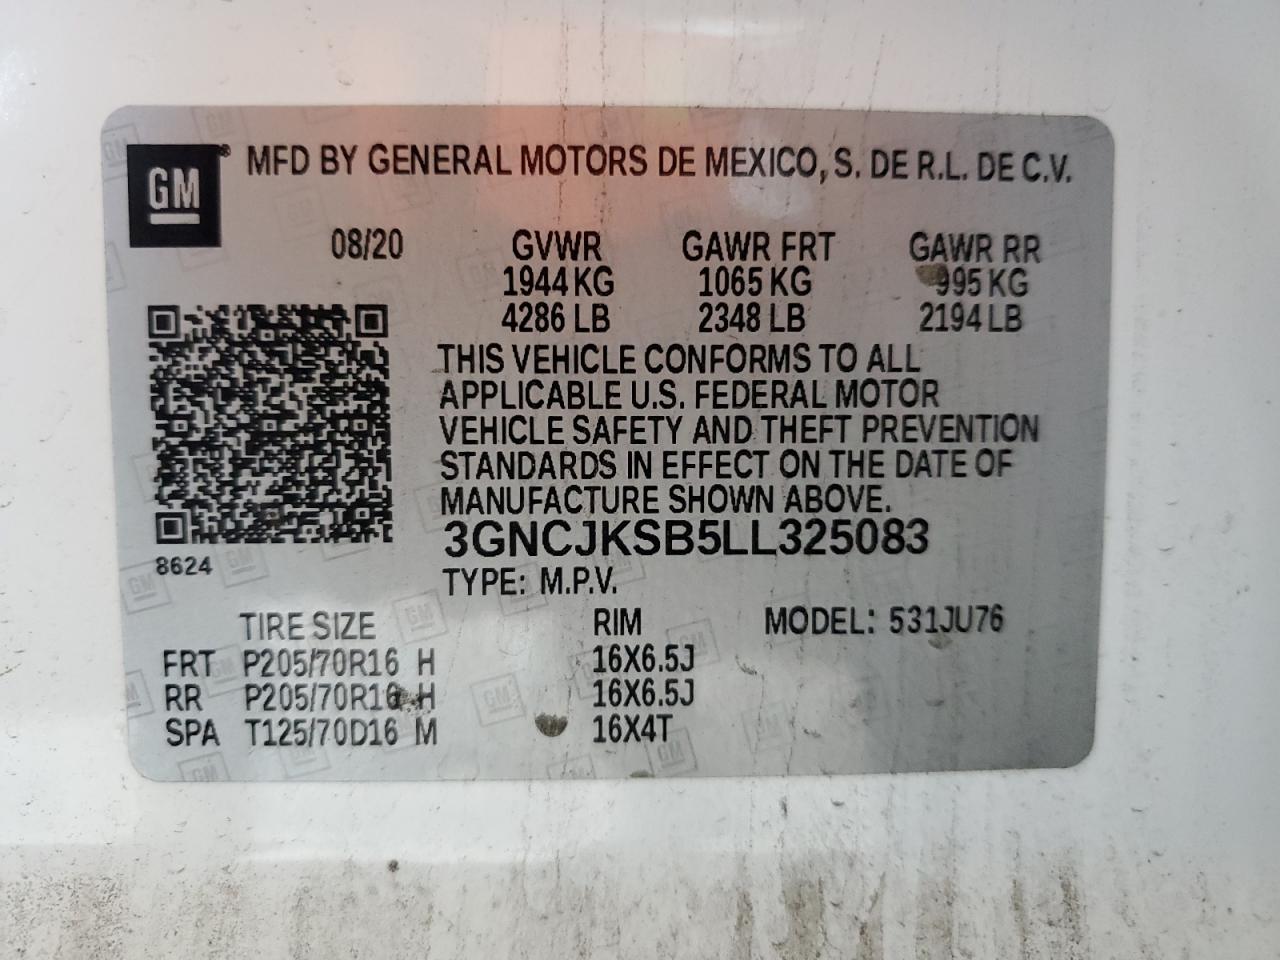 GM® MFD BY GENERAL MOTORS DE MEXICO, S. DE R.L. DE C.V.
08/20 GVWR GAWR FRT GAWR RR
1944 KG 1065 KG 995 KG
4286 LB 2348 LB 2194 LB
THIS VEHICLE CONFORMS TO ALL
APPLICABLE U.S. FEDERAL MOTOR
VEHICLE SAFETY AND THEFT PREVENTION
STANDARDS IN EFFECT ON THE DATE OF
MANUFACTURE SHOWN ABOVE.
3GNCJKSB5LL325083
8624
TYPE: M.P.V.
TIRE SIZE RIM MODEL: 531JU76
FRT P205/70R16 H 16X6.5J
RR P205/70R16 H 16X6.5J
SPA T125/70D16 M 16X4T